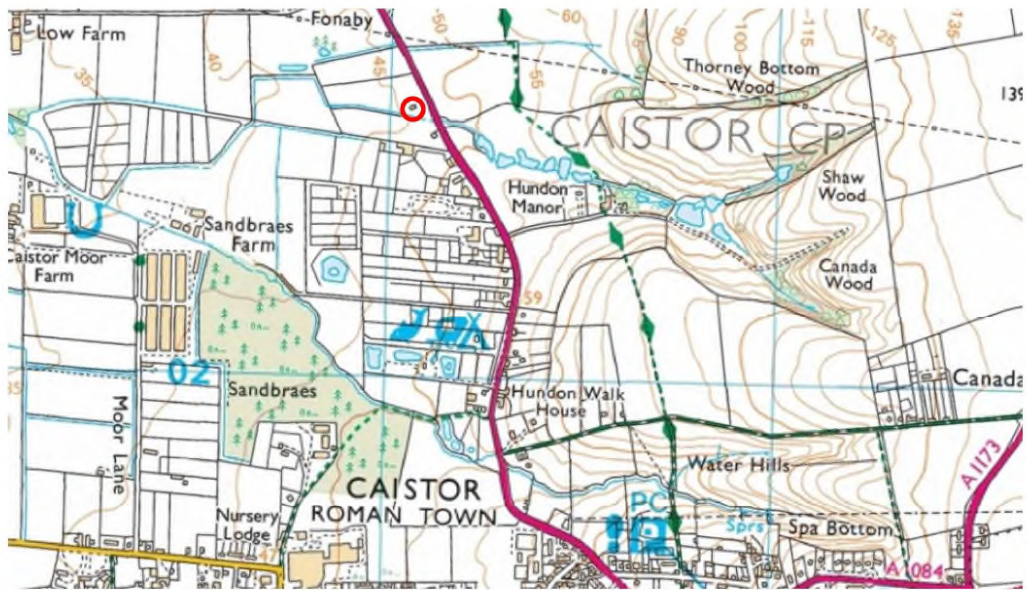 Fonaby
Low Farm
50
60
75
90
100
115
125
135
35
40
45
55
Thorney Bottom
Wood
139
CAISTOR CP
Hundon
Manor
Shaw
Wood
Sandbraes
Farm
Caistor Moor
Farm
Canada
Wood
59
02
Sandbraes
Hundon Walk
House
Canada
Moor Lane
Water Hills
A1173
CAISTOR
ROMAN TOWN
PC
Nursery
Lodge
47
Sprs
Spa Bottom
A 1084